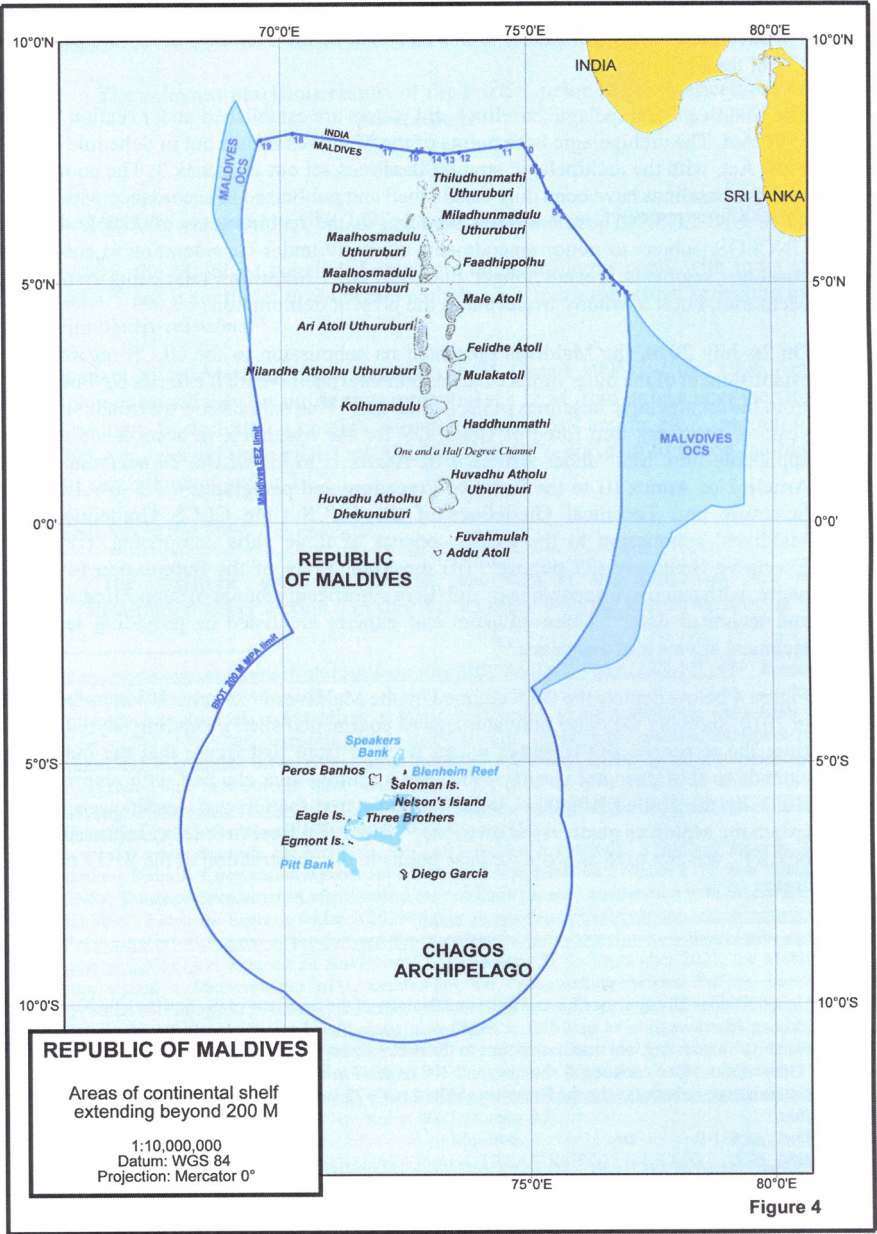 70°0'E 75°0'E 80°0'E
10°0'N 10°0'N
INDIA
INDIA
MALDIVES
19 18 17 15 14 13 12
MALDIVES
OCS
SRI LANKA
Thiludhunmathi
Uthuruburi
Miladhunmadulu
Uthuruburi
Maalhosmadulu
Uthuruburi
Faadhippolhu
Maalhosmadulu
Dhekunuburi
5°0'N 5°0'N
Male Atoll
Ari Atoll Uthuruburi
Felidhe Atoll
Nilandhe Atholhu Uthuruburi
Mulakatoll
Kolhumadulu
Haddhunmathi
One and a Half Degree Channel
MALVDIVES
OCS
Maldives EEZ limit
Huvadhu Atholu
Uthuruburi
Huvadhu Atholhu
Dhekunuburi
0°0' 0°0'
Fuvahmulah
Addu Atoll
REPUBLIC
OF MALDIVES
BIOT 200 M MPA limit
Speakers
Bank
5°0'S 5°0'S
Peros Banhos
Blenheim Reef
Saloman Is.
Nelson's Island
Eagle Is.
Three Brothers
Egmont Is.
Pitt Bank
Diego Garcia
CHAGOS
ARCHIPELAGO
10°0'S 10°0'S
REPUBLIC OF MALDIVES
Areas of continental shelf
extending beyond 200 M
1:10,000,000
Datum: WGS 84
Projection: Mercator 0°
75°0'E 80°0'E
Figure 4